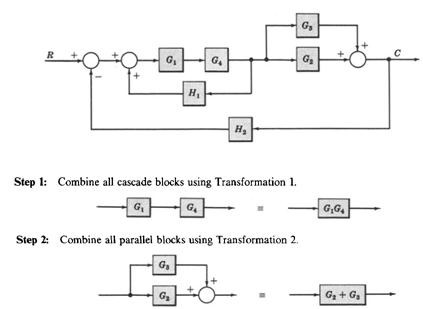 G₃
R + + G₁ G₄ G₂ + + C
− +
H₁
H₂
Step 1: Combine all cascade blocks using Transformation 1.
G₁ G₄ = G₁G₄
Step 2: Combine all parallel blocks using Transformation 2.
G₃
+
G₂ + = G₂ + G₃